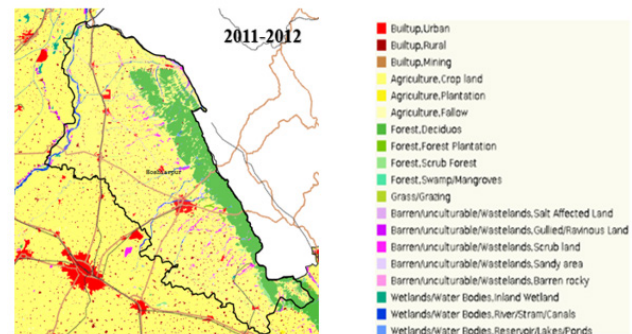 2011-2012
Builtup,Urban
Builtup,Rural
Builtup,Mining
Agriculture,Crop land
Agriculture,Plantation
Agriculture,Fallow
Forest,Deciduos
Forest,Forest Plantation
Forest,Scrub Forest
Forest,Swamp/Mangroves
Grass/Grazing
Barren/unculturable/Wastelands,Salt Affected Land
Barren/unculturable/Wastelands,Gullied/Ravinous Land
Barren/unculturable/Wastelands,Scrub land
Barren/unculturable/Wastelands,Sandy area
Barren/unculturable/Wastelands,Barren rocky
Wetlands/Water Bodies,Inland Wetland
Wetlands/Water Bodies,River/Stram/Canals
Wetlands/Water Bodies,Reservoir/Lakes/Ponds